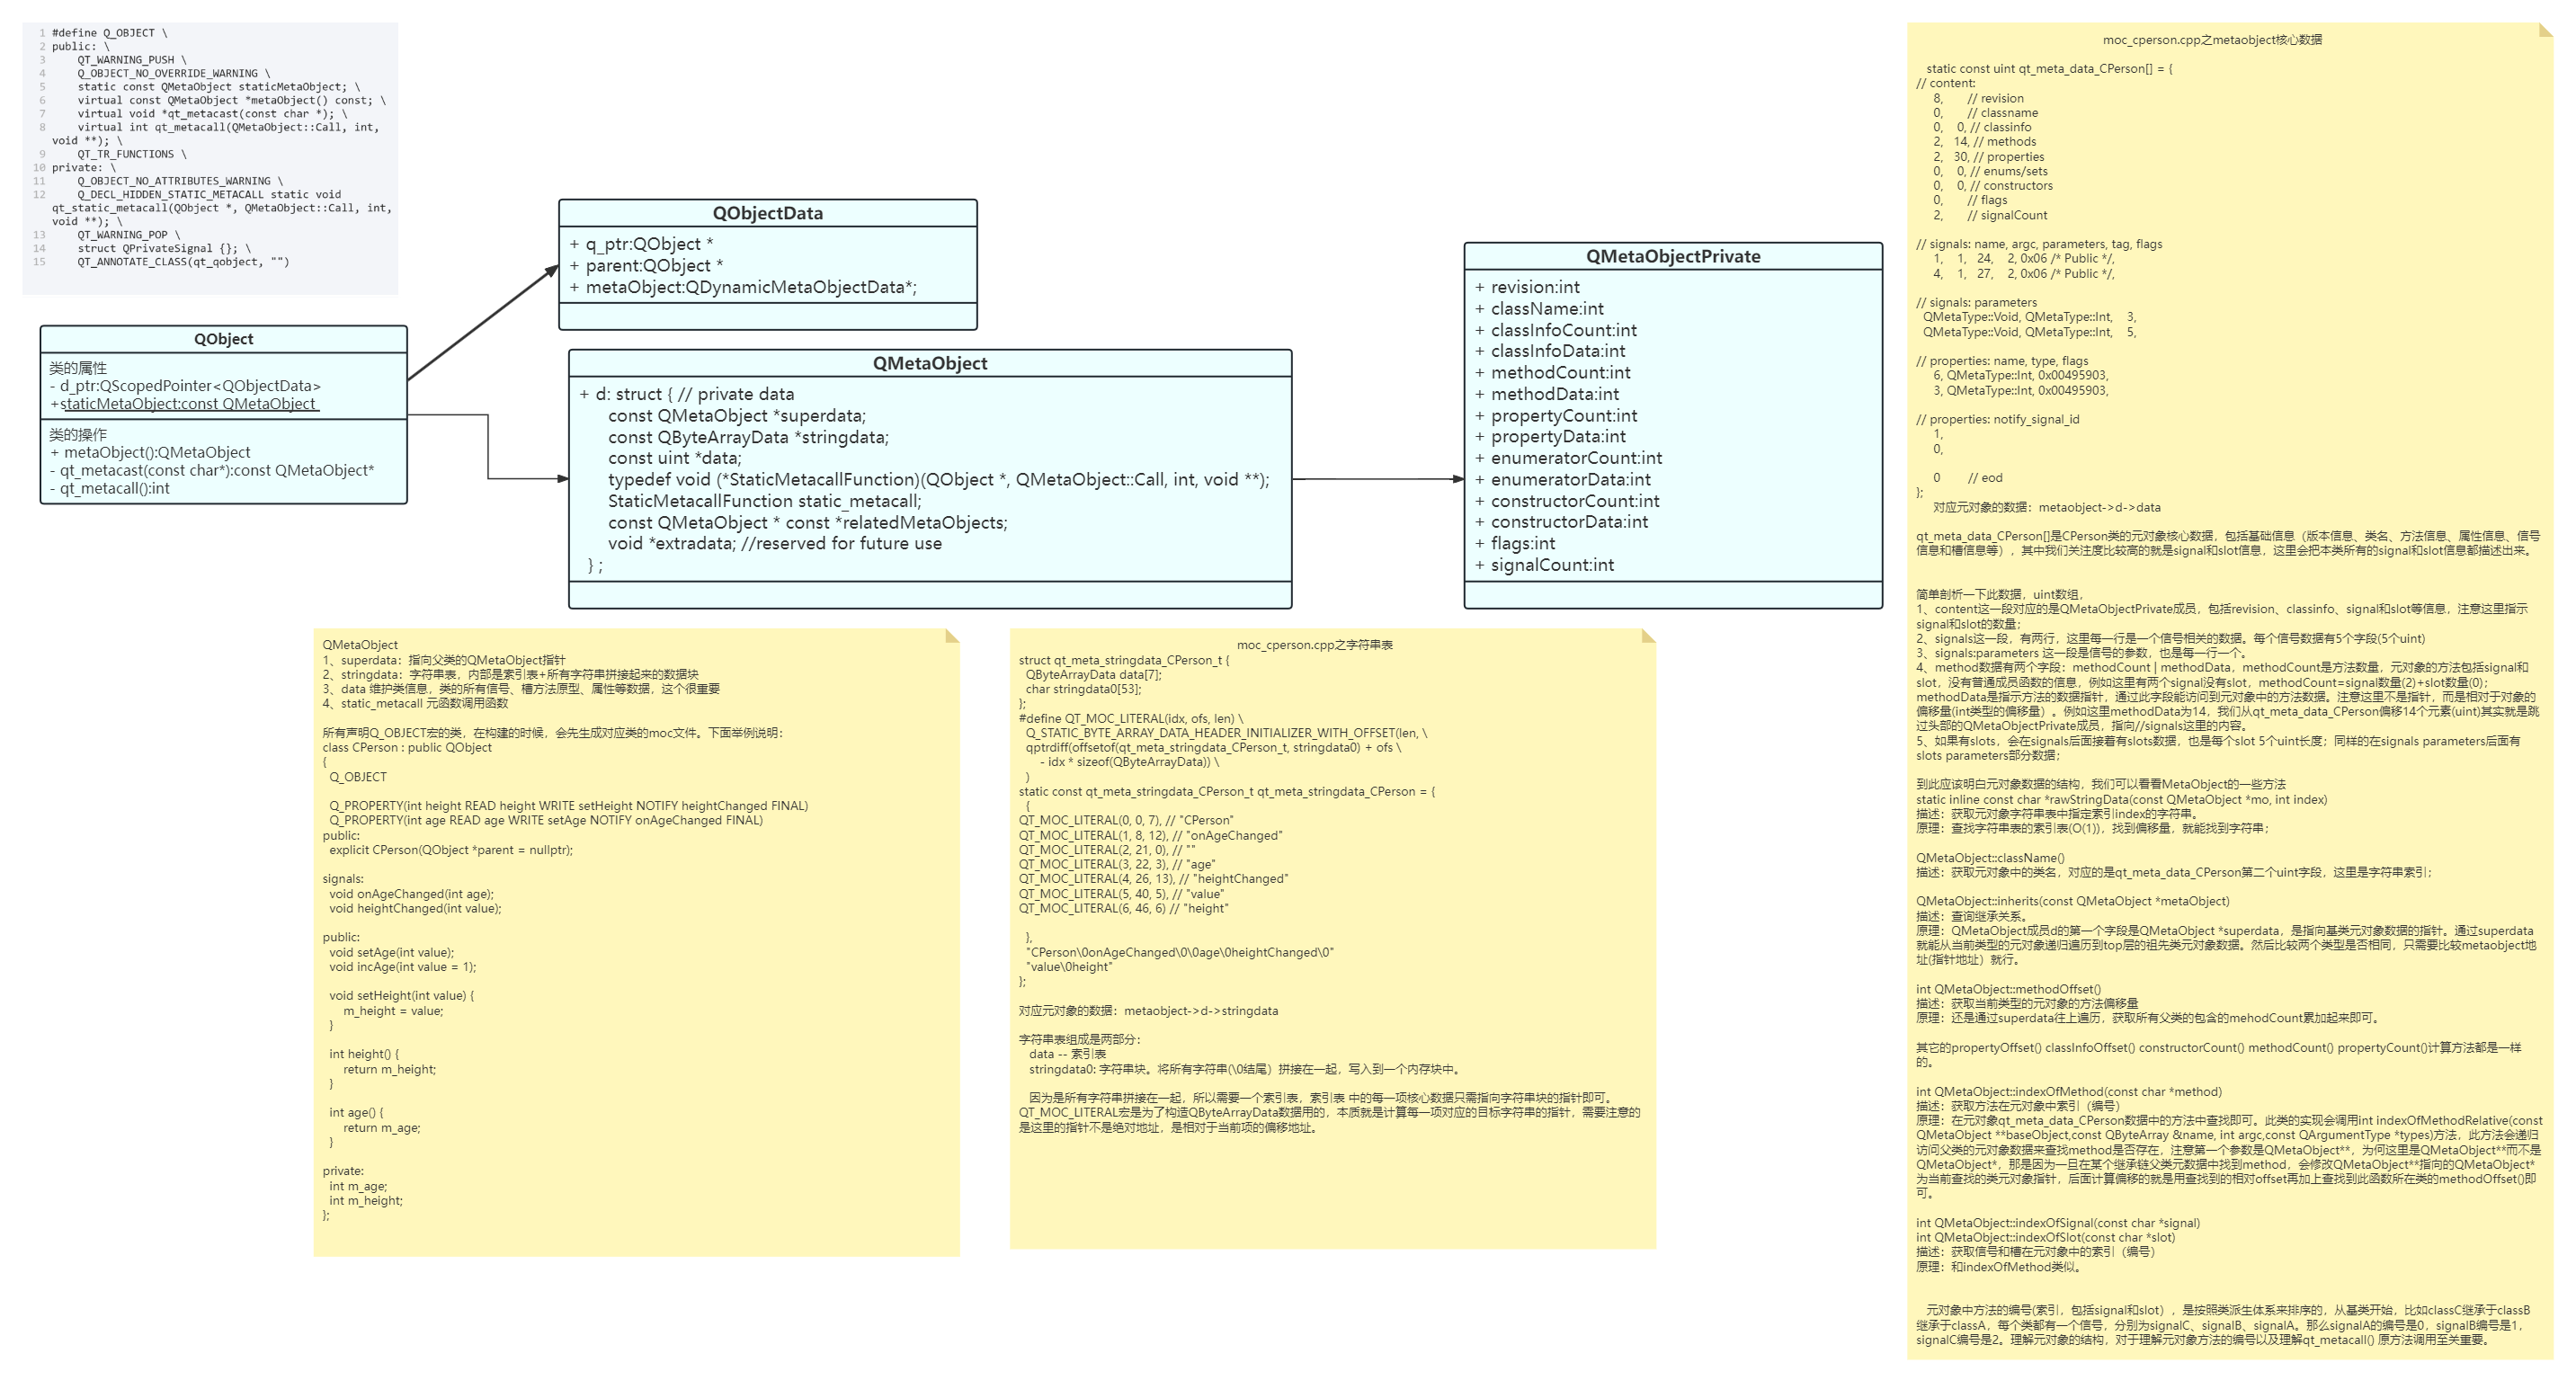 1 #define Q_OBJECT \
2 public: \
3 QT_WARNING_PUSH \
4 Q_OBJECT_NO_OVERRIDE_WARNING \
5 static const QMetaObject staticMetaObject; \
6 virtual const QMetaObject *metaObject() const; \
7 virtual void *qt_metacast(const char *); \
8 virtual int qt_metacall(QMetaObject::Call, int,
void **); \
9 QT_TR_FUNCTIONS \
10 private: \
11 Q_OBJECT_NO_ATTRIBUTES_WARNING \
12 Q_DECL_HIDDEN_STATIC_METACALL static void
qt_static_metacall(QObject *, QMetaObject::Call, int,
void **); \
13 QT_WARNING_POP \
14 struct QPrivateSignal {}; \
15 QT_ANNOTATE_CLASS(qt_qobject, "")
QObject
类的属性
- d_ptr:QScopedPointer<QObjectData>
+staticMetaObject:const QMetaObject
类的操作
+ metaObject():QMetaObject
- qt_metacast(const char*):const QMetaObject*
- qt_metacall():int
QObjectData
+ q_ptr:QObject *
+ parent:QObject *
+ metaObject:QDynamicMetaObjectData*;
QMetaObject
+ d: struct { // private data
const QMetaObject *superdata;
const QByteArrayData *stringdata;
const uint *data;
typedef void (*StaticMetacallFunction)(QObject *, QMetaObject::Call, int, void **);
StaticMetacallFunction static_metacall;
const QMetaObject * const *relatedMetaObjects;
void *extradata; //reserved for future use
} ;
QMetaObjectPrivate
+ revision:int
+ className:int
+ classInfoCount:int
+ classInfoData:int
+ methodCount:int
+ methodData:int
+ propertyCount:int
+ propertyData:int
+ enumeratorCount:int
+ enumeratorData:int
+ constructorCount:int
+ constructorData:int
+ flags:int
+ signalCount:int
QMetaObject
1、superdata：指向父类的QMetaObject指针
2、stringdata：字符串表，内部是索引表+所有字符串拼接起来的数据块
3、data 维护类信息，类的所有信号、槽方法原型、属性等数据，这个很重要
4、static_metacall 元函数调用函数
所有声明Q_OBJECT宏的类，在构建的时候，会先生成对应类的moc文件。下面举例说明：
class CPerson : public QObject
{
Q_OBJECT
Q_PROPERTY(int height READ height WRITE setHeight NOTIFY heightChanged FINAL)
Q_PROPERTY(int age READ age WRITE setAge NOTIFY onAgeChanged FINAL)
public:
explicit CPerson(QObject *parent = nullptr);
signals:
void onAgeChanged(int age);
void heightChanged(int value);
public:
void setAge(int value);
void incAge(int value = 1);
void setHeight(int value) {
m_height = value;
}
int height() {
return m_height;
}
int age() {
return m_age;
}
private:
int m_age;
int m_height;
};
moc_cperson.cpp之字符串表
struct qt_meta_stringdata_CPerson_t {
QByteArrayData data[7];
char stringdata0[53];
};
#define QT_MOC_LITERAL(idx, ofs, len) \
Q_STATIC_BYTE_ARRAY_DATA_HEADER_INITIALIZER_WITH_OFFSET(len, \
qptrdiff(offsetof(qt_meta_stringdata_CPerson_t, stringdata0) + ofs \
- idx * sizeof(QByteArrayData)) \
)
static const qt_meta_stringdata_CPerson_t qt_meta_stringdata_CPerson = {
{
QT_MOC_LITERAL(0, 0, 7), // "CPerson"
QT_MOC_LITERAL(1, 8, 12), // "onAgeChanged"
QT_MOC_LITERAL(2, 21, 0), // ""
QT_MOC_LITERAL(3, 22, 3), // "age"
QT_MOC_LITERAL(4, 26, 13), // "heightChanged"
QT_MOC_LITERAL(5, 40, 5), // "value"
QT_MOC_LITERAL(6, 46, 6) // "height"
},
"CPerson\0onAgeChanged\0\0age\0heightChanged\0"
"value\0height"
};
对应元对象的数据：metaobject->d->stringdata
字符串表组成是两部分：
data -- 索引表
stringdata0: 字符串块。将所有字符串(\0结尾）拼接在一起，写入到一个内存块中。
因为是所有字符串拼接在一起，所以需要一个索引表，索引表 中的每一项核心数据只需指向字符串块的指针即可。
QT_MOC_LITERAL宏是为了构造QByteArrayData数据用的，本质就是计算每一项对应的目标字符串的指针，需要注意的
是这里的指针不是绝对地址，是相对于当前项的偏移地址。
moc_cperson.cpp之metaobject核心数据
static const uint qt_meta_data_CPerson[] = {
// content:
8, // revision
0, // classname
0, 0, // classinfo
2, 14, // methods
2, 30, // properties
0, 0, // enums/sets
0, 0, // constructors
0, // flags
2, // signalCount
// signals: name, argc, parameters, tag, flags
1, 1, 24, 2, 0x06 /* Public */,
4, 1, 27, 2, 0x06 /* Public */,
// signals: parameters
QMetaType::Void, QMetaType::Int, 3,
QMetaType::Void, QMetaType::Int, 5,
// properties: name, type, flags
6, QMetaType::Int, 0x00495903,
3, QMetaType::Int, 0x00495903,
// properties: notify_signal_id
1,
0,
0 // eod
};
对应元对象的数据：metaobject->d->data
qt_meta_data_CPerson[]是CPerson类的元对象核心数据，包括基础信息（版本信息、类名、方法信息、属性信息、信号
信息和槽信息等），其中我们关注度比较高的就是signal和slot信息，这里会把本类所有的signal和slot信息都描述出来。
简单剖析一下此数据，uint数组，
1、content这一段对应的是QMetaObjectPrivate成员，包括revision、classinfo、signal和slot等信息，注意这里指示
signal和slot的数量；
2、signals这一段，有两行，这里每一行是一个信号相关的数据。每个信号数据有5个字段(5个uint)
3、signals:parameters 这一段是信号的参数，也是每一行一个。
4、method数据有两个字段：methodCount | methodData，methodCount是方法数量，元对象的方法包括signal和
slot，没有普通成员函数的信息，例如这里有两个signal没有slot，methodCount=signal数量(2)+slot数量(0)；
methodData是指示方法的数据指针，通过此字段能访问到元对象中的方法数据。注意这里不是指针，而是相对于对象的
偏移量(int类型的偏移量）。例如这里methodData为14，我们从qt_meta_data_CPerson偏移14个元素(uint)其实就是跳
过头部的QMetaObjectPrivate成员，指向//signals这里的内容。
5、如果有slots，会在signals后面接着有slots数据，也是每个slot 5个uint长度；同样的在signals parameters后面有
slots parameters部分数据；
到此应该明白元对象数据的结构，我们可以看看MetaObject的一些方法
static inline const char *rawStringData(const QMetaObject *mo, int index)
描述：获取元对象字符串表中指定索引index的字符串。
原理：查找字符串表的索引表(O(1))，找到偏移量，就能找到字符串；
QMetaObject::className()
描述：获取元对象中的类名，对应的是qt_meta_data_CPerson第二个uint字段，这里是字符串索引；
QMetaObject::inherits(const QMetaObject *metaObject)
描述：查询继承关系。
原理：QMetaObject成员d的第一个字段是QMetaObject *superdata，是指向基类元对象数据的指针。通过superdata
就能从当前类型的元对象递归遍历到top层的祖先类元对象数据。然后比较两个类型是否相同，只需要比较metaobject地
址(指针地址）就行。
int QMetaObject::methodOffset()
描述：获取当前类型的元对象的方法偏移量
原理：还是通过superdata往上遍历，获取所有父类的包含的mehodCount累加起来即可。
其它的propertyOffset() classInfoOffset() constructorCount() methodCount() propertyCount()计算方法都是一样
的。
int QMetaObject::indexOfMethod(const char *method)
描述：获取方法在元对象中索引（编号）
原理：在元对象qt_meta_data_CPerson数据中的方法中查找即可。此类的实现会调用int indexOfMethodRelative(const
QMetaObject **baseObject,const QByteArray &name, int argc,const QArgumentType *types)方法，此方法会递归
访问父类的元对象数据来查找method是否存在，注意第一个参数是QMetaObject**，为何这里是QMetaObject**而不是
QMetaObject*，那是因为一旦在某个继承链父类元数据中找到method，会修改QMetaObject**指向的QMetaObject*
为当前查找的类元对象指针，后面计算偏移的就是用查找到的相对offset再加上查找到此函数所在类的methodOffset()即
可。
int QMetaObject::indexOfSignal(const char *signal)
int QMetaObject::indexOfSlot(const char *slot)
描述：获取信号和槽在元对象中的索引（编号）
原理：和indexOfMethod类似。
元对象中方法的编号(索引，包括signal和slot），是按照类派生体系来排序的，从基类开始，比如classC继承于classB
继承于classA，每个类都有一个信号，分别为signalC、signalB、signalA。那么signalA的编号是0，signalB编号是1，
signalC编号是2。理解元对象的结构，对于理解元对象方法的编号以及理解qt_metacall() 原方法调用至关重要。